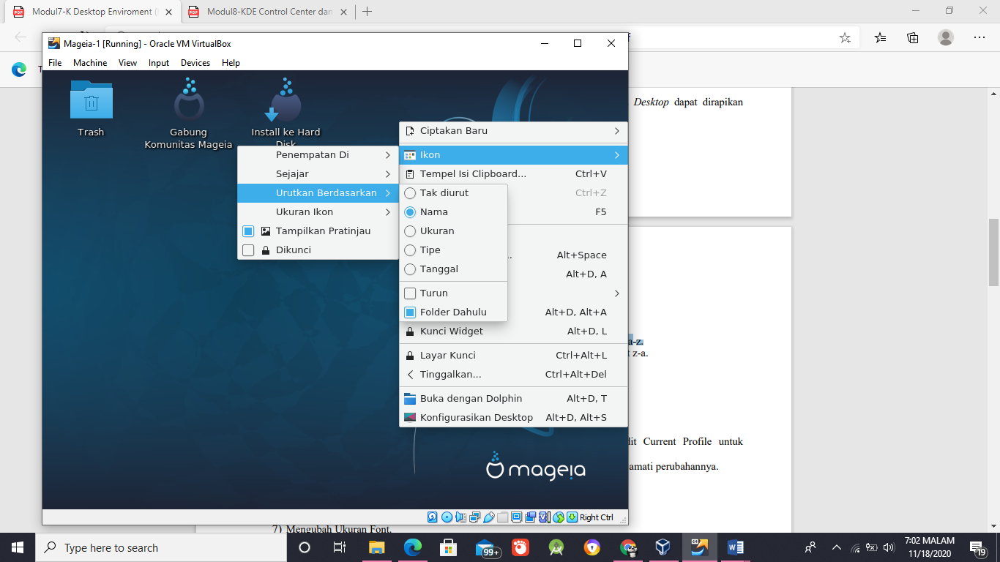 Modul7-K Desktop Enviroment (
Modul8-KDE Control Center dan
Mageia-1 [Running] - Oracle VM VirtualBox
File Machine View Input Devices Help
Trash
Gabung
Komunitas Mageia
Install ke Hard
Disk
Ciptakan Baru
Ikon
Tempel Isi Clipboard... Ctrl+V
Ctrl+Z
F5
.. Alt+Space
Alt+D, A
Alt+D, Alt+A
Kunci Widget Alt+D, L
Layar Kunci Ctrl+Alt+L
Tinggalkan... Ctrl+Alt+Del
Buka dengan Dolphin Alt+D, T
Konfigurasikan Desktop Alt+D, Alt+S
Penempatan Di
Sejajar
Urutkan Berdasarkan
Ukuran Ikon
Tampilkan Pratinjau
Dikunci
Tak diurut
Nama
Ukuran
Tipe
Tanggal
Turun
Folder Dahulu
mageia
Right Ctrl
Desktop dapat dirapikan
a-z.
t z-a.
dit Current Profile untuk
amati perubahannya.
7) Mengubah Ukuran Font.
Type here to search
99+
64
7:02 MALAM
11/18/2020
19